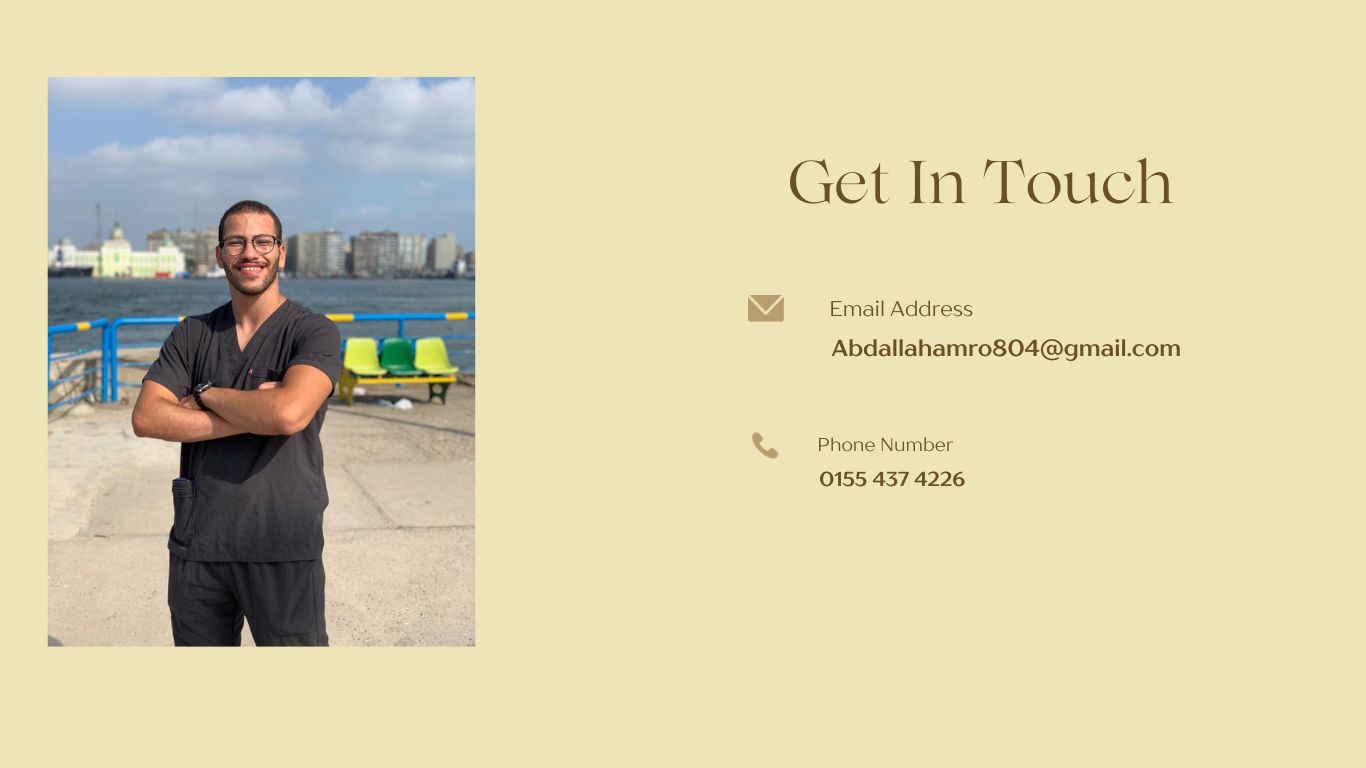 Get In Touch
Email Address
Abdallahamro804@gmail.com
Phone Number
0155 437 4226